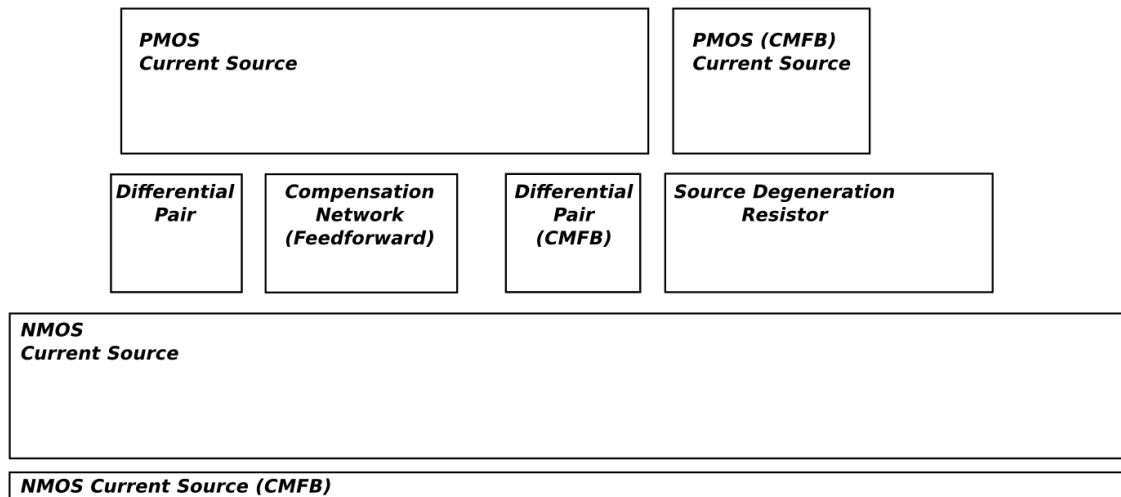 PMOS
Current Source
PMOS (CMFB)
Current Source
Differential
Pair
Compensation
Network
(Feedforward)
Differential
Pair
(CMFB)
Source Degeneration
Resistor
NMOS
Current Source
NMOS Current Source (CMFB)